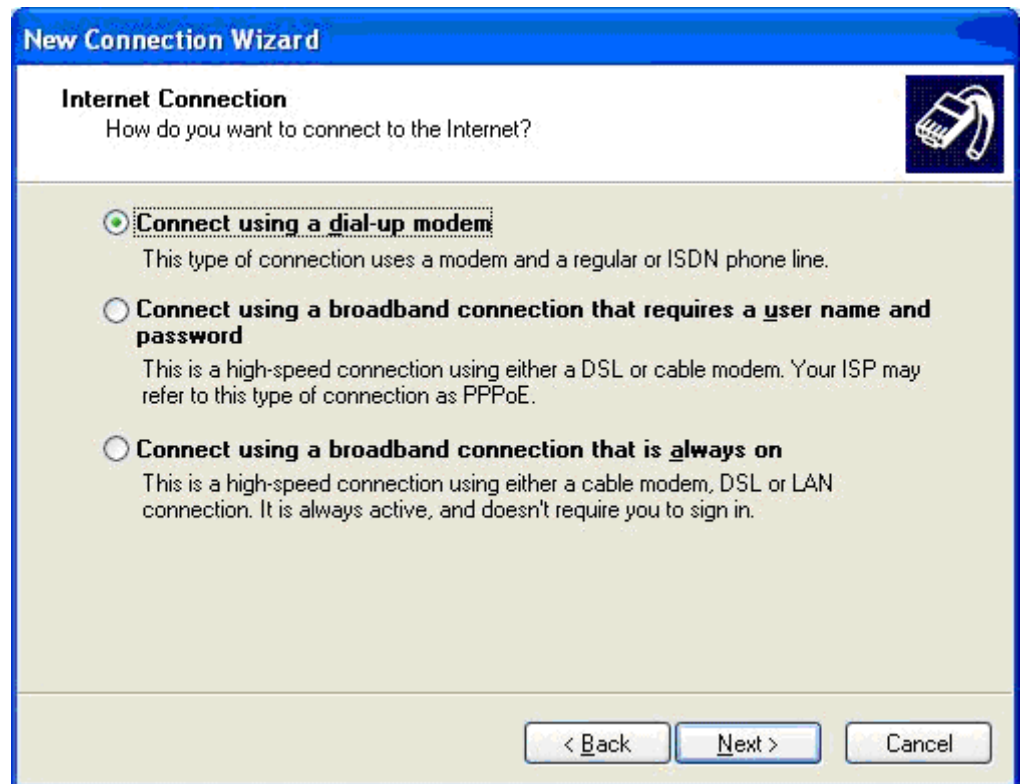 New Connection Wizard
Internet Connection
How do you want to connect to the Internet?
Connect using a dial-up modem
This type of connection uses a modem and a regular or ISDN phone line.
Connect using a broadband connection that requires a user name and
password
This is a high-speed connection using either a DSL or cable modem. Your ISP may
refer to this type of connection as PPPoE.
Connect using a broadband connection that is always on
This is a high-speed connection using either a cable modem, DSL or LAN
connection. It is always active, and doesn't require you to sign in.
< Back Next > Cancel